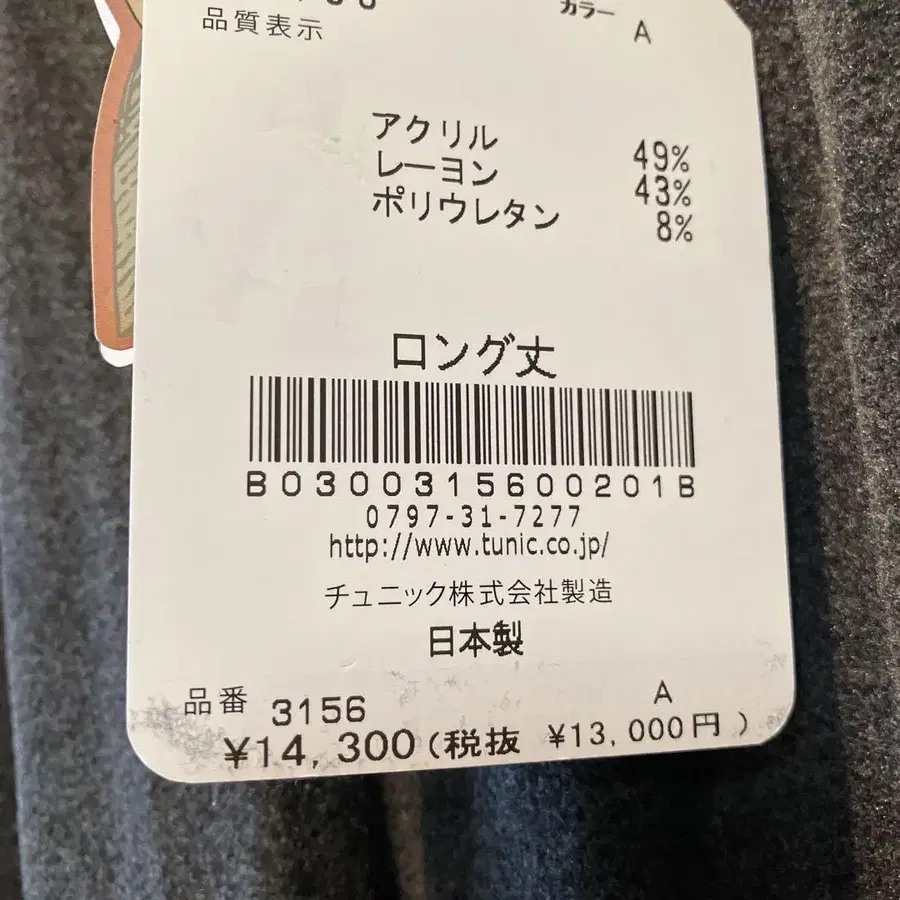 品質表示
カラー
A
アクリル 49%
レーヨン 43%
ポリウレタン 8%
ロング丈
B0300315600201B
0797-31-7277
http://www.tunic.co.jp/
チュニック株式会社製造
日本製
品番 3156 A
¥14,300(税抜 ¥13,000円)